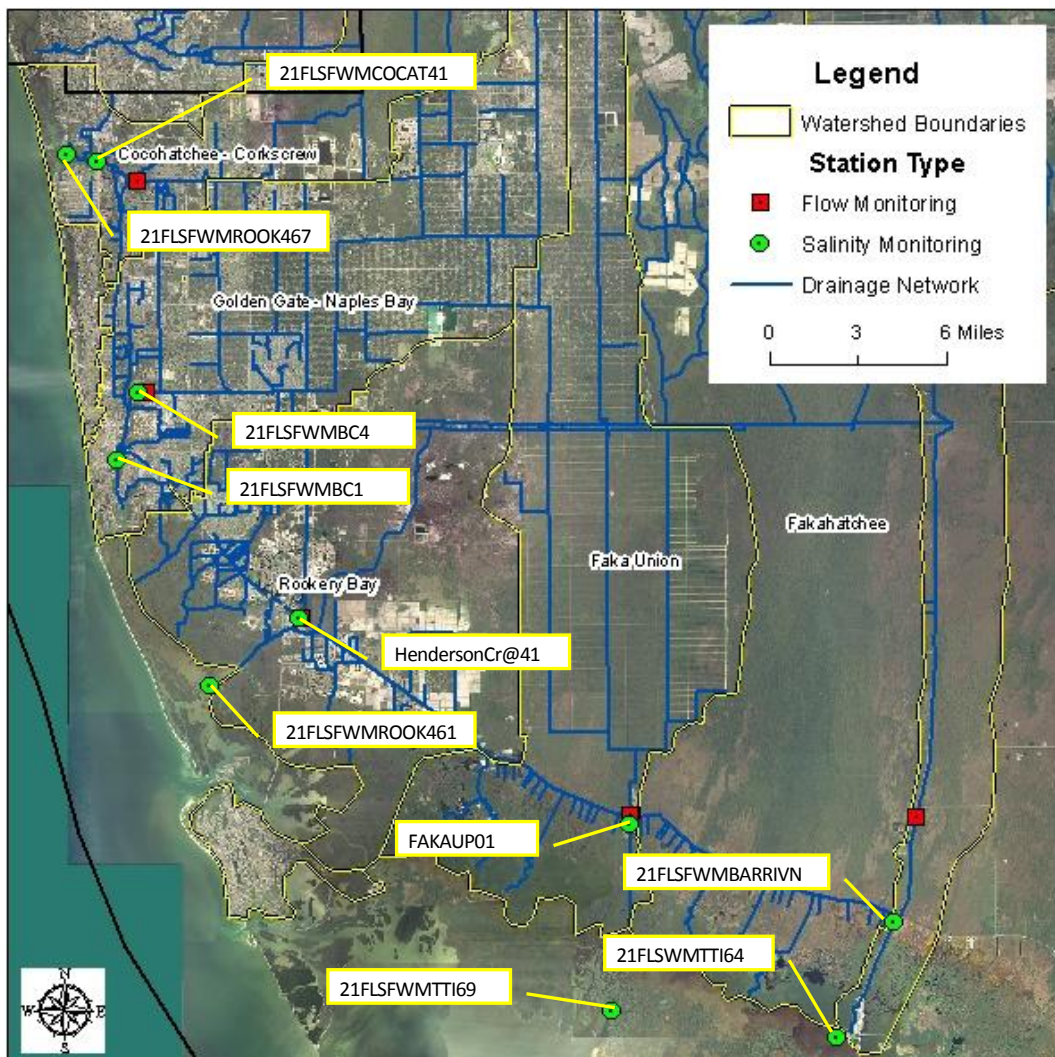 21FLSFWMCOCAT41
Cocohatchee - Corkscrew
21FLSFWMROOK467
Golden Gate - Naples Bay
21FLSFWMBC4
21FLSFWMBC1
Rookery Bay
HendersonCr@41
21FLSFWMROOK461
Faka Union
Fakahatchee
FAKAUP01
21FLSFWMBARRIVN
21FLSWMTTI64
21FLSFWMTTI69
Legend
Watershed Boundaries
Station Type
Flow Monitoring
Salinity Monitoring
Drainage Network
0 3 6 Miles
N
W E
S